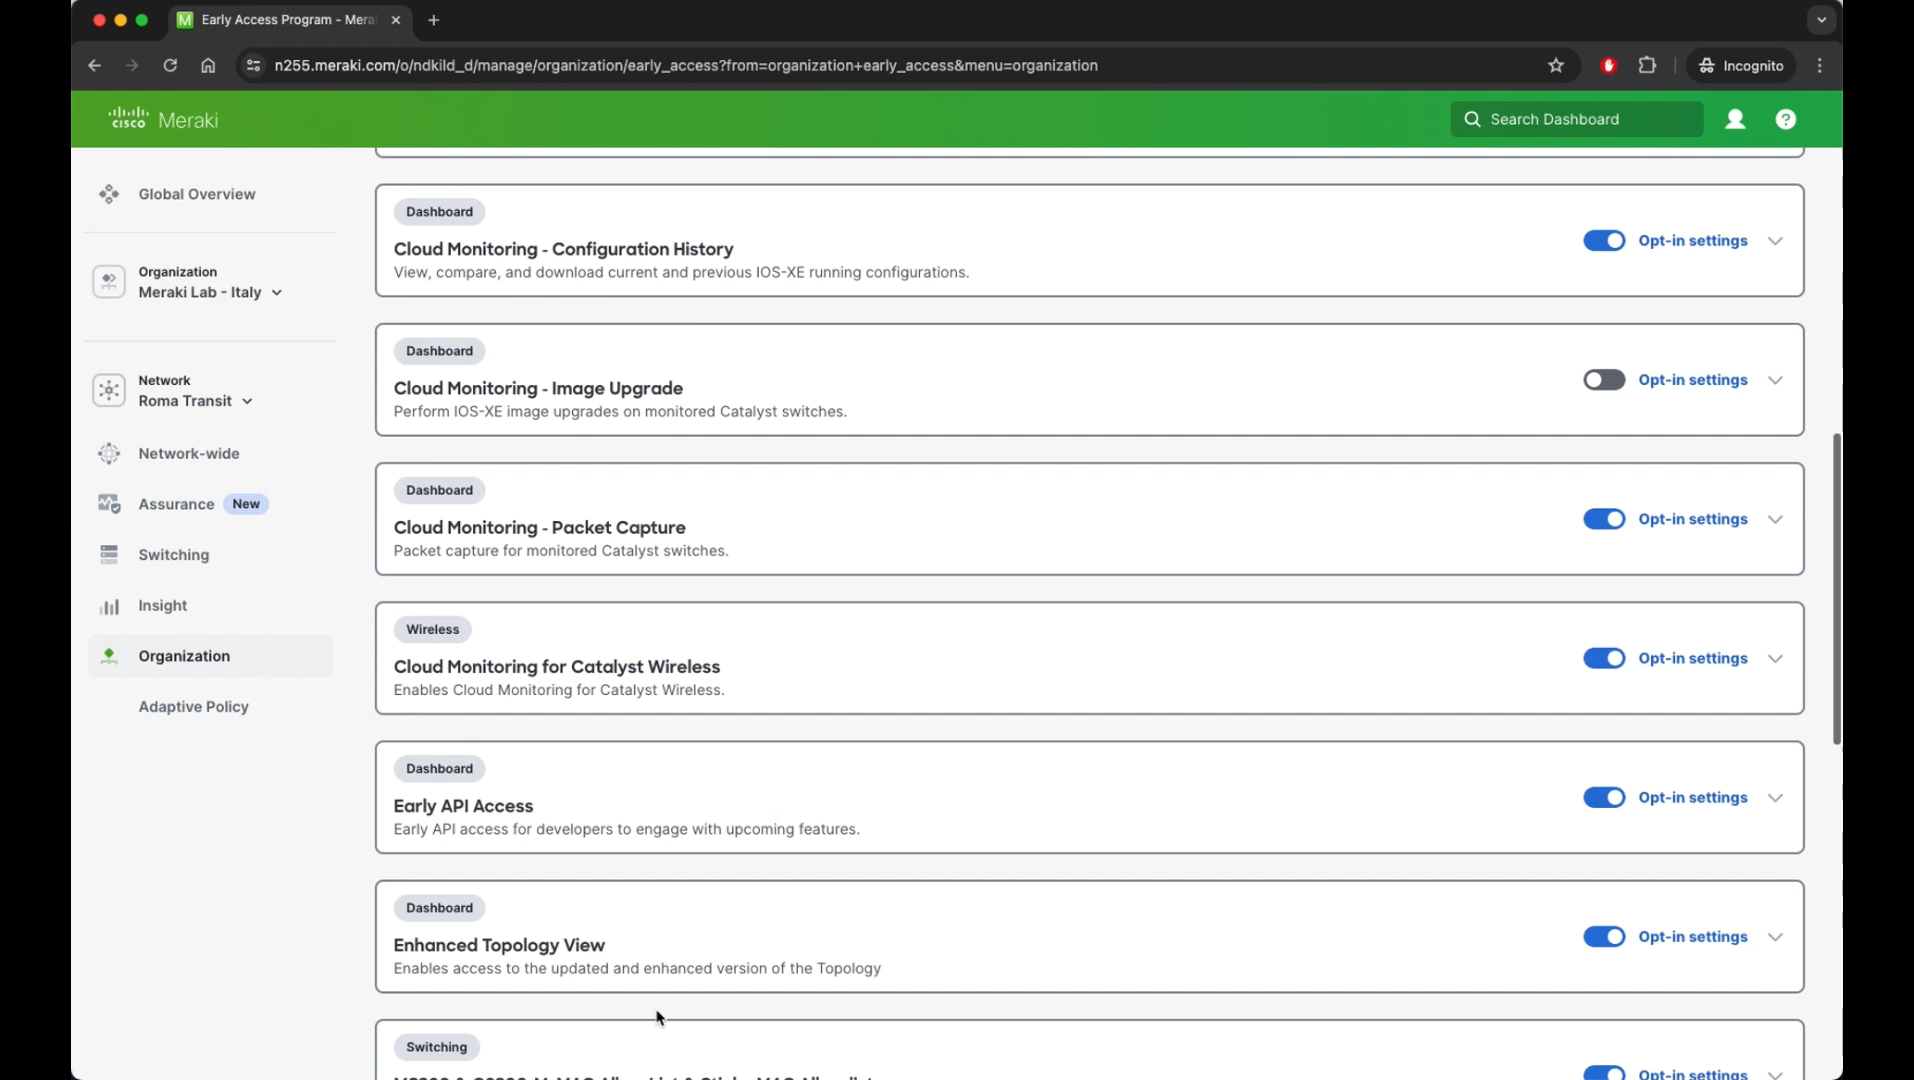 Early Access Program - Mera
n255.meraki.com/o/ndkiId_d/manage/organization/early_access?from=organization+early_access&menu=organization
Incognito
CISCO Meraki
Search Dashboard
Global Overview
Organization
Meraki Lab - Italy
Network
Roma Transit
Network-wide
Assurance New
Switching
Insight
Organization
Adaptive Policy
Dashboard
Cloud Monitoring - Configuration History
View, compare, and download current and previous IOS-XE running configurations.
Opt-in settings
Dashboard
Cloud Monitoring - Image Upgrade
Perform IOS-XE image upgrades on monitored Catalyst switches.
Opt-in settings
Dashboard
Cloud Monitoring - Packet Capture
Packet capture for monitored Catalyst switches.
Opt-in settings
Wireless
Cloud Monitoring for Catalyst Wireless
Enables Cloud Monitoring for Catalyst Wireless.
Opt-in settings
Dashboard
Early API Access
Early API access for developers to engage with upcoming features.
Opt-in settings
Dashboard
Enhanced Topology View
Enables access to the updated and enhanced version of the Topology
Opt-in settings
Switching
Opt-in settings